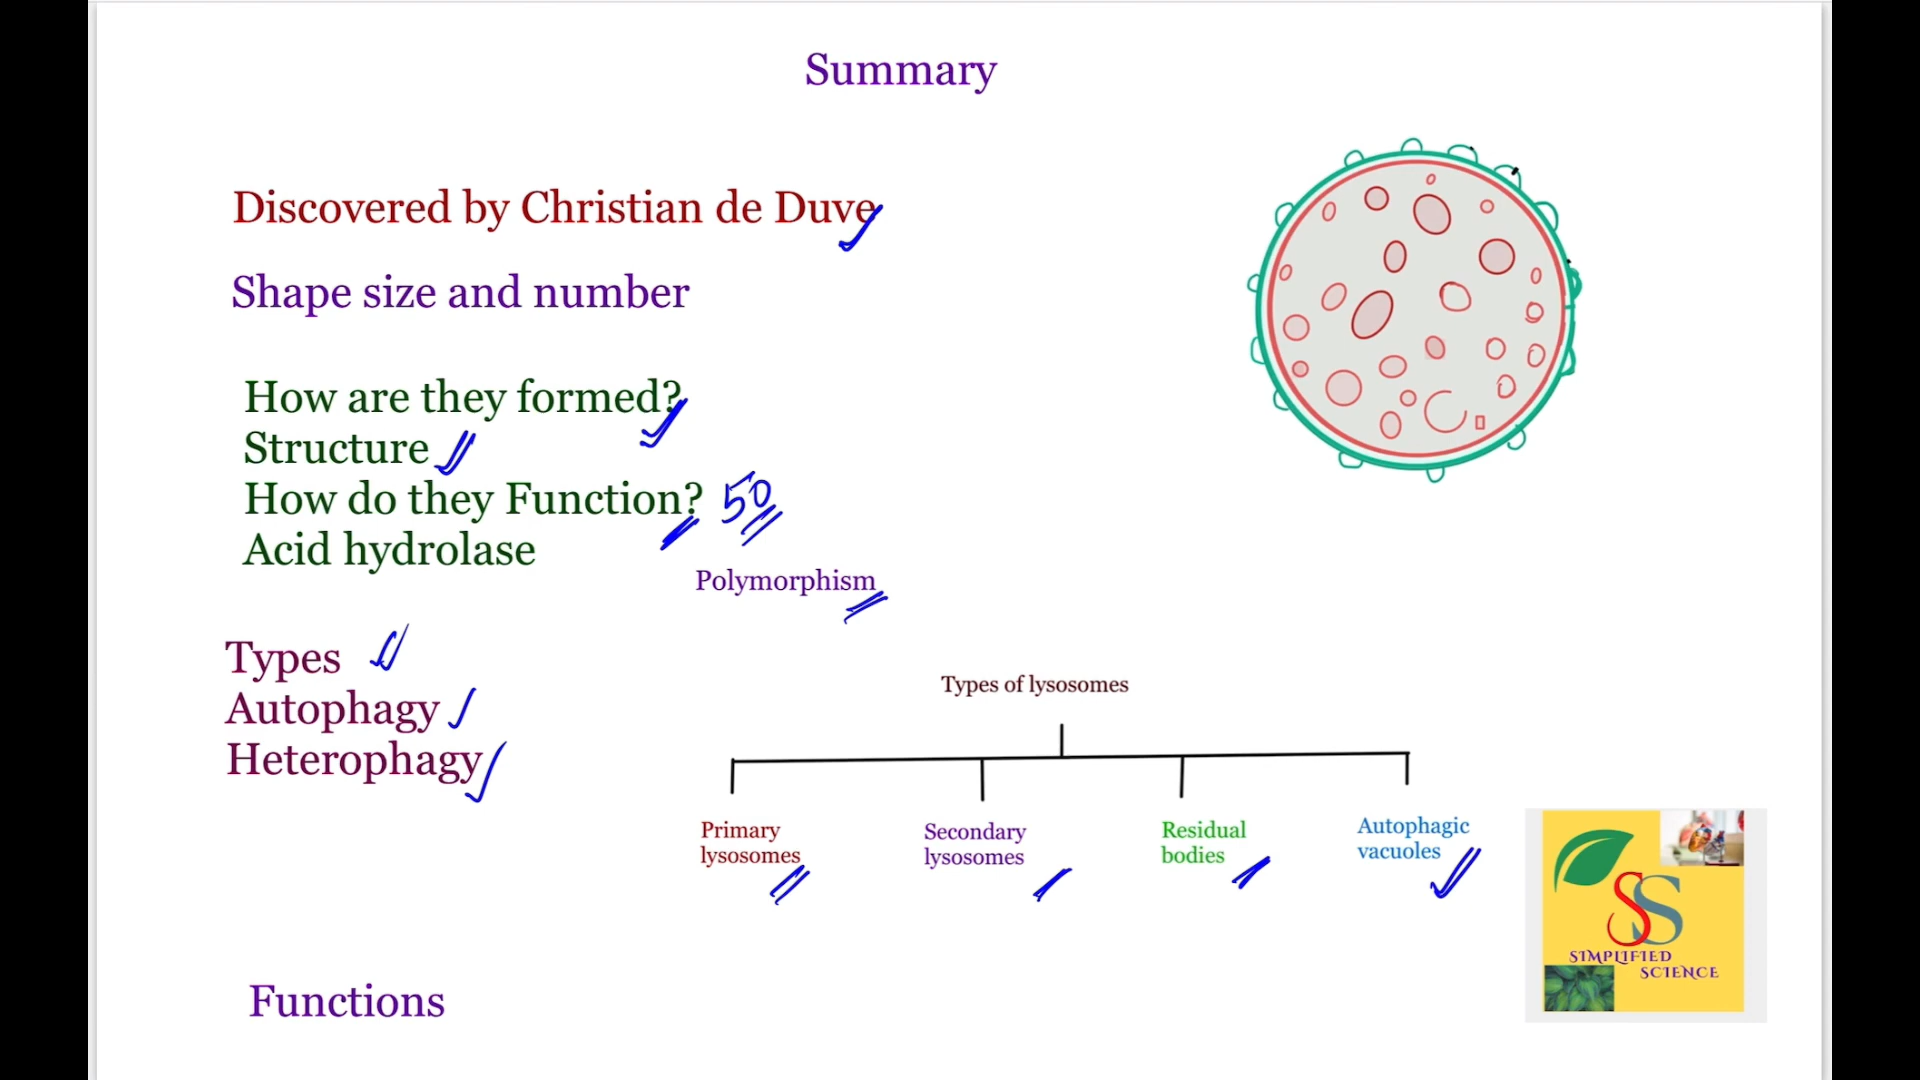 Summary
Discovered by Christian de Duve
Shape size and number
How are they formed?
Structure
How do they Function? 50
Acid hydrolase
Polymorphism
Types
Autophagy
Heterophagy
Types of lysosomes
Primary
lysosomes
Secondary
lysosomes
Residual
bodies
Autophagic
vacuoles
SS
SIMPLIFIED
SCIENCE
Functions